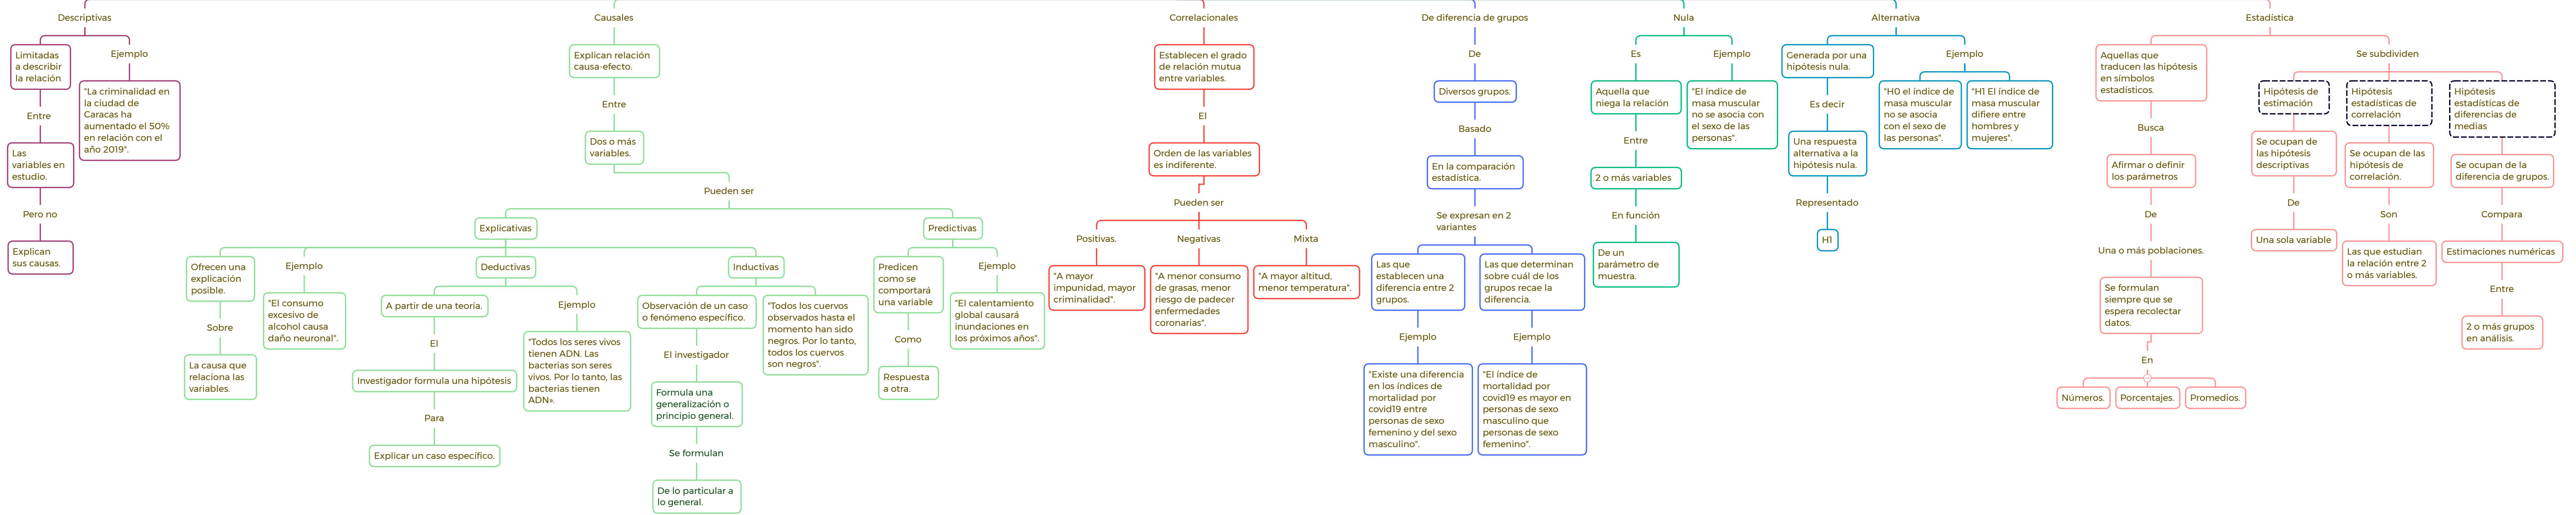 Descriptivas
Limitadas
a describir
la relación
Entre
Las
variables en
estudio.
Pero no
Explican
sus causas.
Ejemplo
"La criminalidad en
la ciudad de
Caracas ha
aumentado el 50%
en relación con el
año 2019".
Causales
Explican relación
causa-efecto.
Entre
Dos o más
variables.
Pueden ser
Explicativas
Ofrecen una
explicación
posible.
Sobre
La causa que
relaciona las
variables.
Ejemplo
"El consumo
excesivo de
alcohol causa
daño neuronal".
Deductivas
A partir de una teoría.
El
Investigador formula una hipótesis
Para
Explicar un caso específico.
Ejemplo
"Todos los seres vivos
tienen ADN. Las
bacterias son seres
vivos. Por lo tanto, las
bacterias tienen
ADN».
Inductivas
Observación de un caso
o fenómeno específico.
El investigador
Formula una
generalización o
principio general.
Se formulan
De lo particular a
lo general.
"Todos los cuervos
observados hasta el
momento han sido
negros. Por lo tanto,
todos los cuervos
son negros".
Predictivas
Predicen
como se
comportará
una variable
Como
Respuesta
a otra.
Ejemplo
"El calentamiento
global causará
inundaciones en
los próximos años".
Correlacionales
Establecen el grado
de relación mutua
entre variables.
El
Orden de las variables
es indiferente.
Pueden ser
Positivas.
"A mayor
impunidad, mayor
criminalidad".
Negativas
"A menor consumo
de grasas, menor
riesgo de padecer
enfermedades
coronarias".
Mixta
"A mayor altitud,
menor temperatura".
De diferencia de grupos
De
Diversos grupos.
Basado
En la comparación
estadística.
Se expresan en 2
variantes
Las que
establecen una
diferencia entre 2
grupos.
Ejemplo
"Existe una diferencia
en los índices de
mortalidad por
covid19 entre
personas de sexo
femenino y del sexo
masculino".
Las que determinan
sobre cuál de los
grupos recae la
diferencia.
Ejemplo
"El índice de
mortalidad por
covid19 es mayor en
personas de sexo
masculino que
personas de sexo
femenino".
Nula
Es
Aquella que
niega la relación
Entre
2 o más variables
En función
De un
parámetro de
muestra.
Ejemplo
"El índice de
masa muscular
no se asocia con
el sexo de las
personas".
Alternativa
Generada por una
hipótesis nula.
Es decir
Una respuesta
alternativa a la
hipótesis nula.
Representado
H1
Ejemplo
"H0 el índice de
masa muscular
no se asocia
con el sexo de
las personas".
"H1 El índice de
masa muscular
difiere entre
hombres y
mujeres".
Estadística
Aquellas que
traducen las hipótesis
en símbolos
estadísticos.
Busca
Afirmar o definir
los parámetros
De
Una o más poblaciones.
Se formulan
siempre que se
espera recolectar
datos.
En
Números.
Porcentajes.
Promedios.
Se subdividen
Hipótesis de
estimación
Se ocupan de
las hipótesis
descriptivas
De
Una sola variable
Hipótesis
estadísticas de
correlación
Se ocupan de las
hipótesis de
correlación.
Son
Las que estudian
la relación entre 2
o más variables.
Hipótesis
estadísticas de
diferencias de
medias
Se ocupan de la
diferencia de grupos.
Compara
Estimaciones numéricas
Entre
2 o más grupos
en análisis.